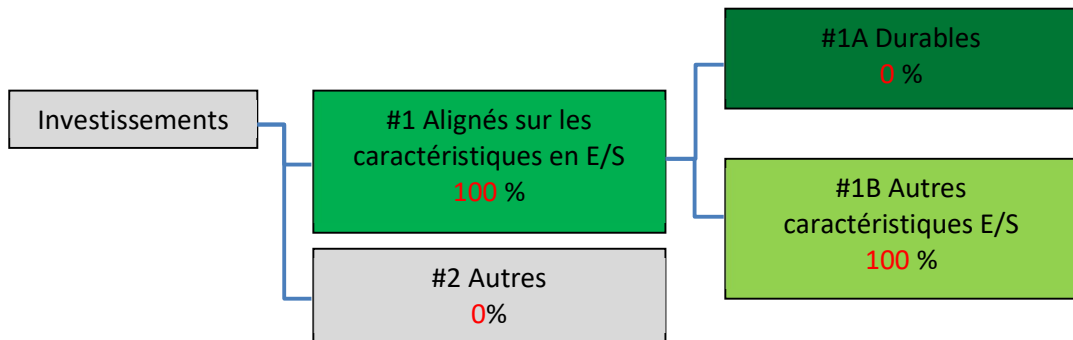 Investissements
#1 Alignés sur les
caractéristiques en E/S
100 %
#2 Autres
0%
#1A Durables
0 %
#1B Autres
caractéristiques E/S
100 %